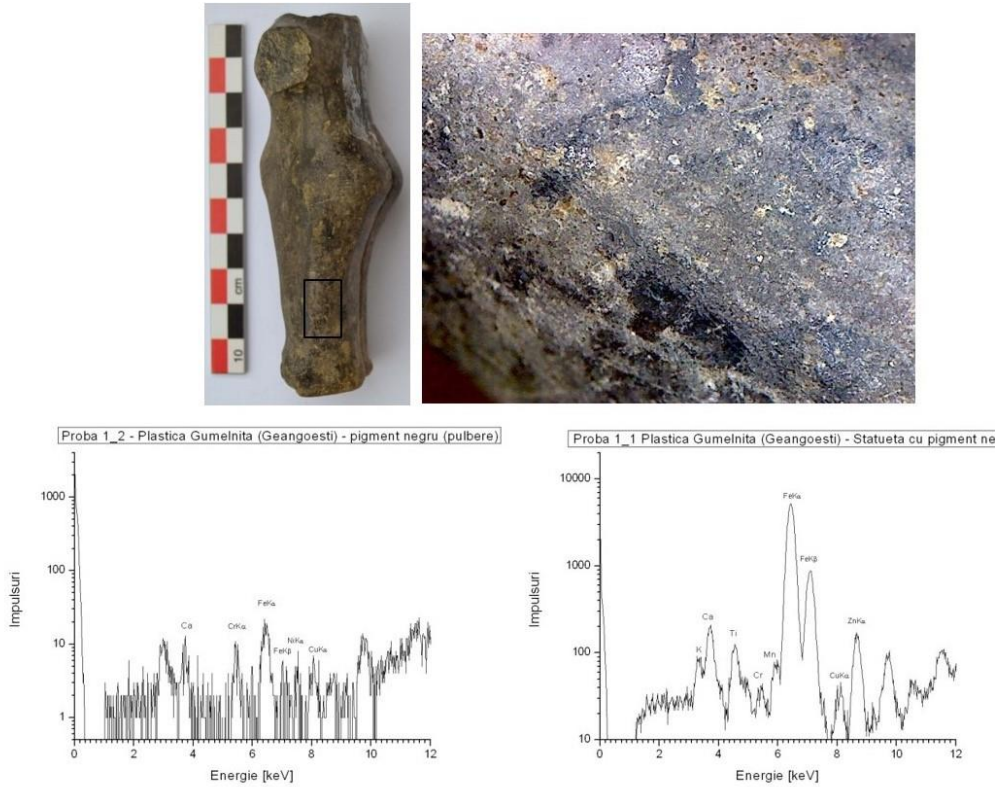 cm
10
Proba 1_2 - Plastica Gumelnita (Geangoesti) - pigment negru (pulbere)
Impulsuri
1000
100
10
1
Ca
CrKα
FeKα
FeKβ
NiKα
CuKα
0 2 4 6 8 10 12
Energie [keV]
Proba 1_1 Plastica Gumelnita (Geangoesti) - Statueta cu pigment ne
Impulsuri
10000
1000
100
10
K
Ca
Ti
Cr
Mn
FeKα
FeKβ
CuKα
ZnKα
0 2 4 6 8 10 12
Energie [keV]